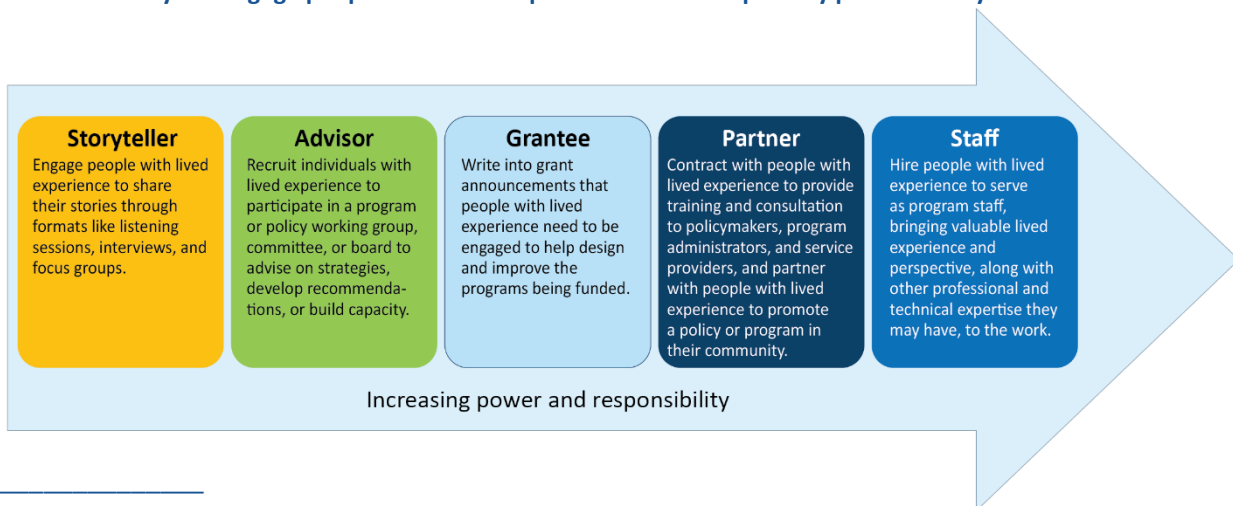 Storyteller
Engage people with lived
experience to share
their stories through
formats like listening
sessions, interviews, and
focus groups.
Advisor
Recruit individuals with
lived experience to
participate in a program
or policy working group,
committee, or board to
advise on strategies,
develop recommenda-
tions, or build capacity.
Grantee
Write into grant
announcements that
people with lived
experience need to be
engaged to help design
and improve the
programs being funded.
Partner
Contract with people with
lived experience to provide
training and consultation
to policymakers, program
administrators, and service
providers, and partner
with people with lived
experience to promote
a policy or program in
their community.
Staff
Hire people with lived
experience to serve
as program staff,
bringing valuable lived
experience and
perspective, along with
other professional and
technical expertise they
may have, to the work.
Increasing power and responsibility